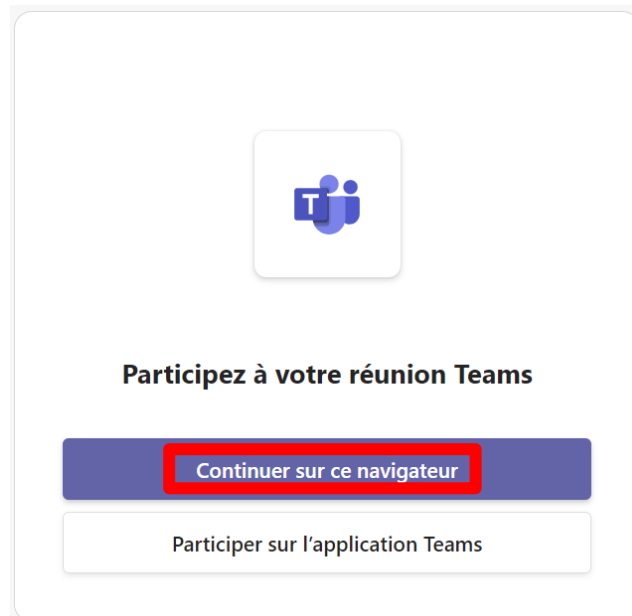 T
Participez à votre réunion Teams
Continuer sur ce navigateur
Participer sur l’application Teams